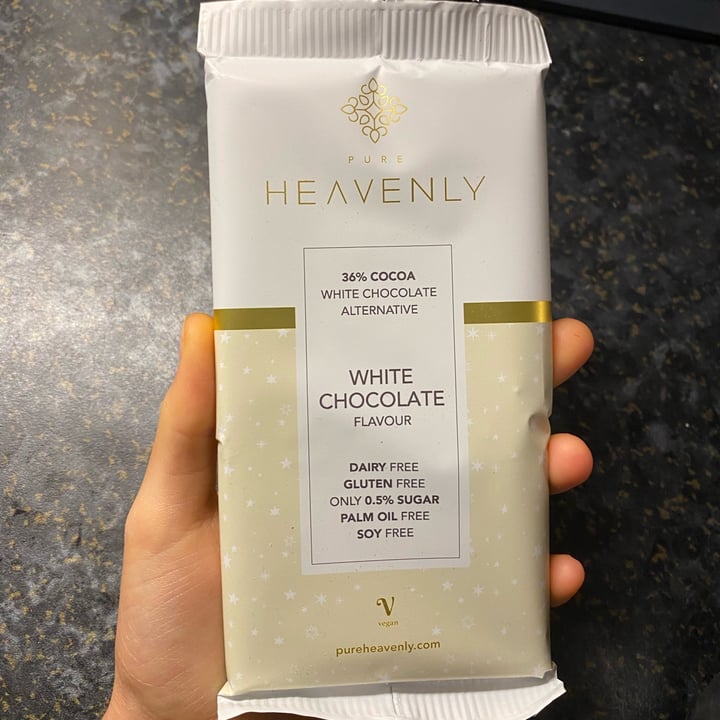 PURE
HEAVENLY
36% COCOA
WHITE CHOCOLATE
ALTERNATIVE
WHITE
CHOCOLATE
FLAVOUR
DAIRY FREE
GLUTEN FREE
ONLY 0.5% SUGAR
PALM OIL FREE
SOY FREE
V
vegan
pureheavenly.com